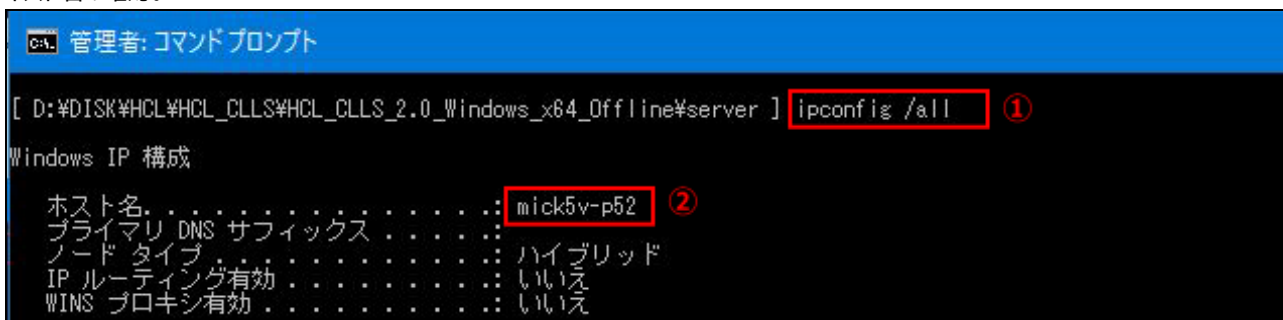 管理者: コマンド プロンプト
[ D:¥DISK¥HCL¥HCL_CLLS¥HCL_CLLS_2.0_Windows_x64_Offline¥server ] ipconfig /all ①
Windows IP 構成
ホスト名. . . . . . . . . . . . . . .: mick5v-p52 ②
プライマリ DNS サフィックス . . . . .:
ノード タイプ . . . . . . . . . . . .: ハイブリッド
IP ルーティング有効 . . . . . . . . .: いいえ
WINS プロキシ有効 . . . . . . . . . .: いいえ